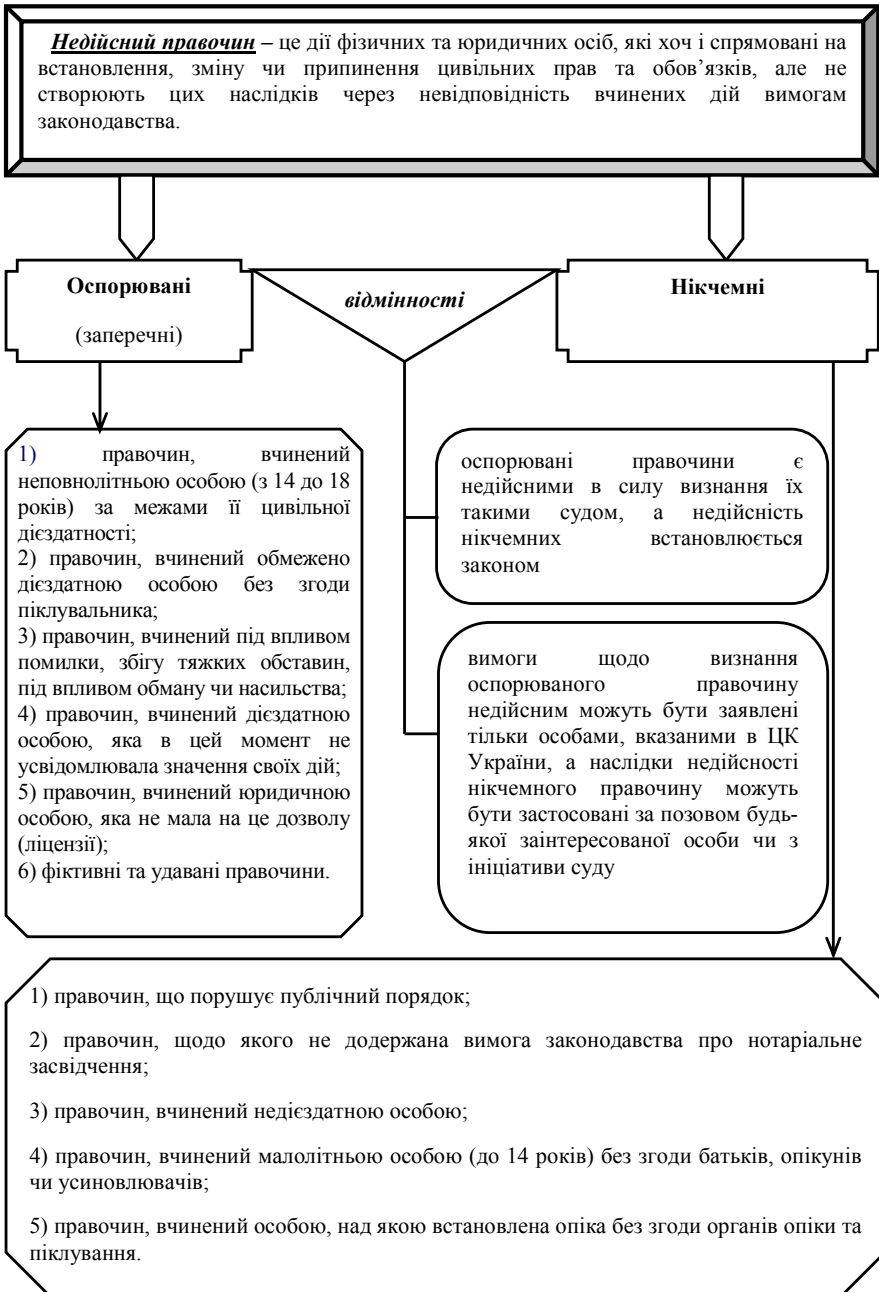 Недійсний правочин – це дії фізичних та юридичних осіб, які хоч і спрямовані на
встановлення, зміну чи припинення цивільних прав та обов’язків, але не
створюють цих наслідків через невідповідність вчинених дій вимогам
законодавства.
Оспорювані
(заперечні)
відмінності
Нікчемні
1) правочин, вчинений
неповнолітньою особою (з 14 до 18
років) за межами її цивільної
дієздатності;
2) правочин, вчинений обмежено
дієздатною особою без згоди
піклувальника;
3) правочин, вчинений під впливом
помилки, збігу тяжких обставин,
під впливом обману чи насильства;
4) правочин, вчинений дієздатною
особою, яка в цей момент не
усвідомлювала значення своїх дій;
5) правочин, вчинений юридичною
особою, яка не мала на це дозволу
(ліцензії);
6) фіктивні та удавані правочини.
оспорювані правочини є
недійсними в силу визнання їх
такими судом, а недійсність
нікчемних встановлюється
законом
вимоги щодо визнання
оспорюваного правочину
недійсним можуть бути заявлені
тільки особами, вказаними в ЦК
України, а наслідки недійсності
нікчемного правочину можуть
бути застосовані за позовом будь-
якої заінтересованої особи чи з
ініціативи суду
1) правочин, що порушує публічний порядок;
2) правочин, щодо якого не додержана вимога законодавства про нотаріальне
засвідчення;
3) правочин, вчинений недієздатною особою;
4) правочин, вчинений малолітньою особою (до 14 років) без згоди батьків, опікунів
чи усиновлювачів;
5) правочин, вчинений особою, над якою встановлена опіка без згоди органів опіки та
піклування.